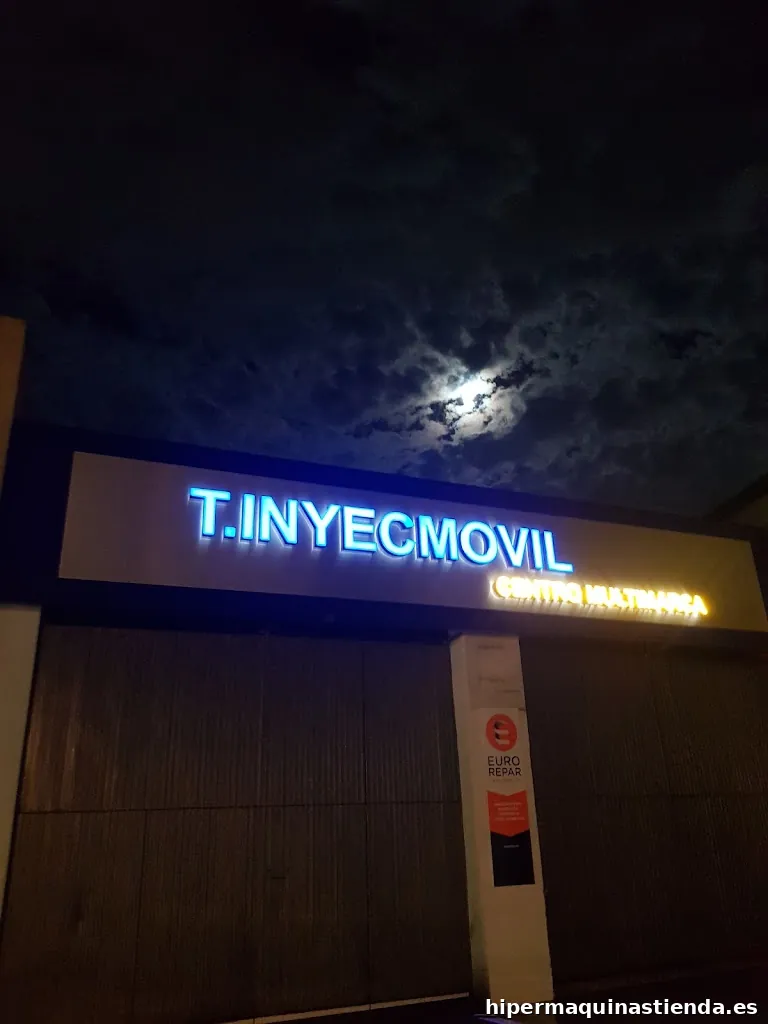 T.INYECMOVIL
CENTRO MULTIMARCA
EURO
REPAR
hipermaquinastienda.es